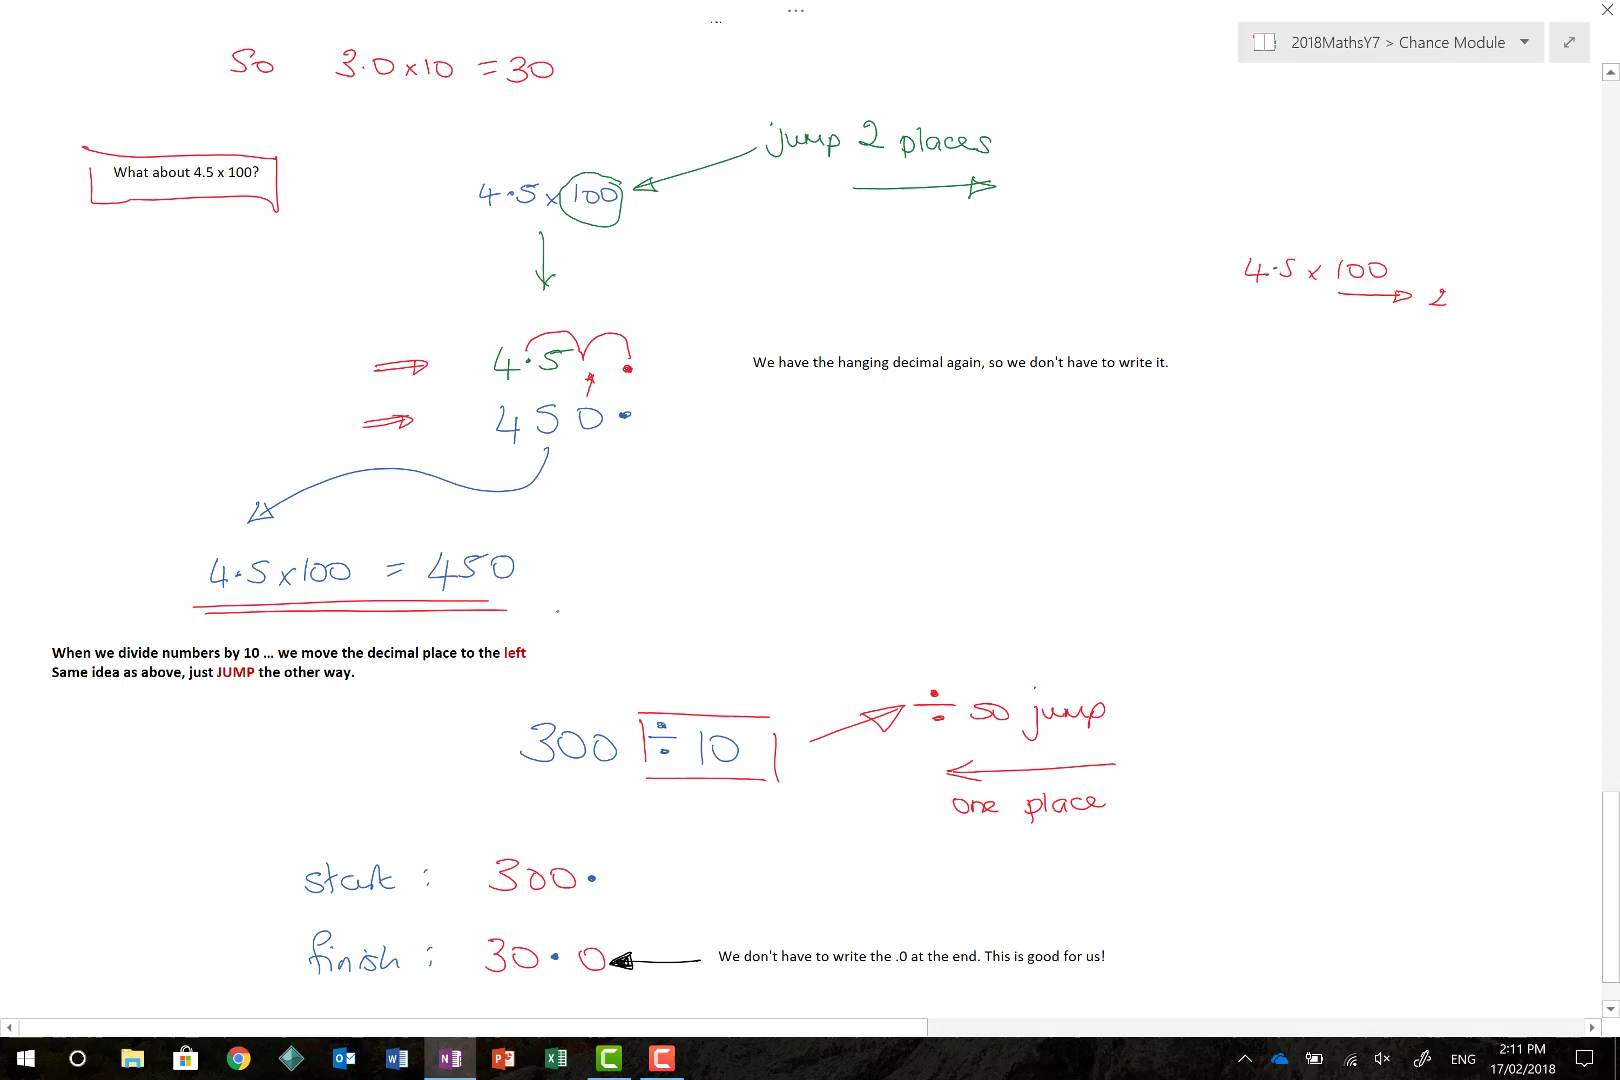 2018MathsY7 > Chance Module
So 3.0 x 10 = 30
jump 2 places
What about 4.5 x 100?
4.5 x 100
4.5 x 100
2
4.5 .
We have the hanging decimal again, so we don't have to write it.
450.
4.5 x 100 = 450
When we divide numbers by 10 ... we move the decimal place to the left
Same idea as above, just JUMP the other way.
÷ so jump
300 ÷ 10
one place
start : 300.
finish : 30.0
We don't have to write the .0 at the end. This is good for us!
ENG
2:11 PM
17/02/2018